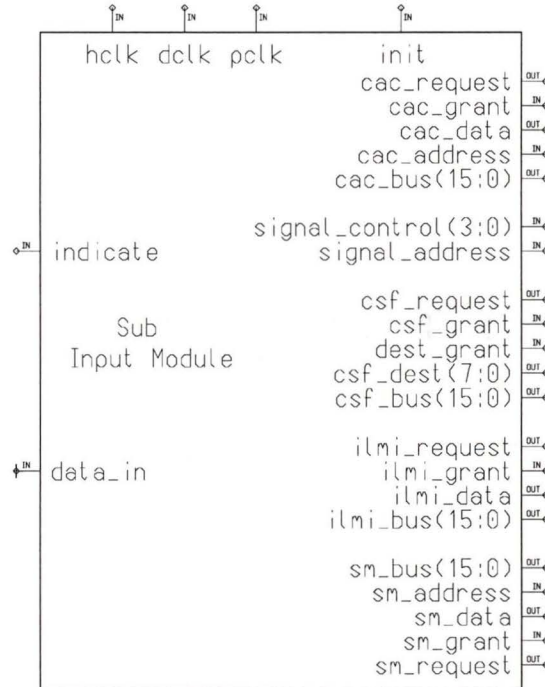 IN IN IN IN
hclk dclk pclk init
cac_request OUT
cac_grant IN
cac_data OUT
cac_address IN
cac_bus(15:0) OUT
signal_control(3:0) IN
IN indicate signal_address IN
csf_request OUT
csf_grant IN
Sub
dest_grant IN
Input Module
csf_dest(7:0) OUT
csf_bus(15:0) OUT
ilmi_request OUT
IN data_in ilmi_grant IN
ilmi_data OUT
ilmi_bus(15:0) OUT
sm_bus(15:0) OUT
sm_address IN
sm_data OUT
sm_grant IN
sm_request OUT